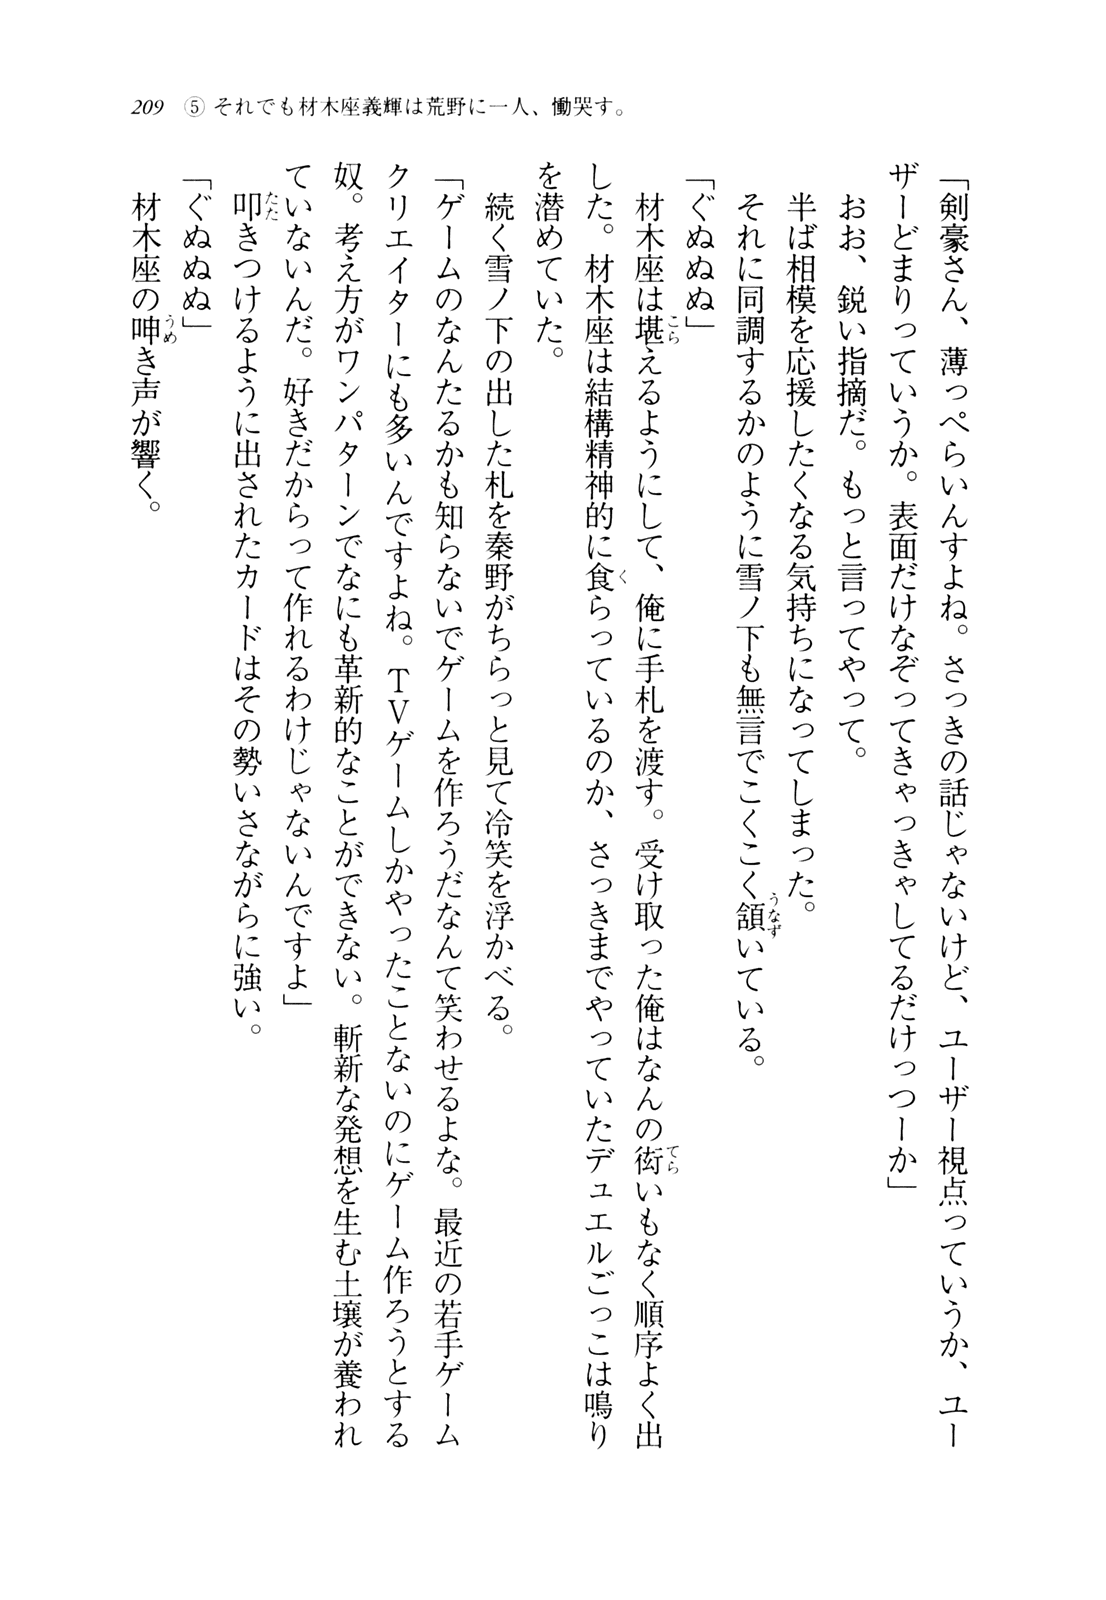 209 ⑤ それでも材木座義輝は荒野に一人、慟哭す。
「剣豪さん、薄っぺらいんすよね。さっきの話じゃないけど、ユーザー視点っていうか、ユー
ザーどまりっていうか。表面だけなぞってきゃっきゃしてるだけっつーか」
おお、鋭い指摘だ。もっと言ってやって。
半ば相模を応援したくなる気持ちになってしまった。
それに同調するかのように雪ノ下も無言でこくこく頷いている。
「ぐぬぬぬ」
材木座は堪えるようにして、俺に手札を渡す。受け取った俺はなんの衒いもなく順序よく出
した。材木座は結構精神的に食らっているのか、さっきまでやっていたデュエルごっこは鳴り
を潜めていた。
続く雪ノ下の出した札を秦野がちらっと見て冷笑を浮かべる。
「ゲームのなんたるかも知らないでゲームを作ろうだなんて笑わせるよな。最近の若手ゲーム
クリエイターにも多いんですよね。TVゲームしかやったことないのにゲーム作ろうとする
奴。考え方がワンパターンでなにも革新的なことができない。斬新な発想を生む土壌が養われ
ていないんだ。好きだからって作れるわけじゃないんですよ」
叩きつけるように出されたカードはその勢いさながらに強い。
「ぐぬぬぬ」
材木座の呻き声が響く。